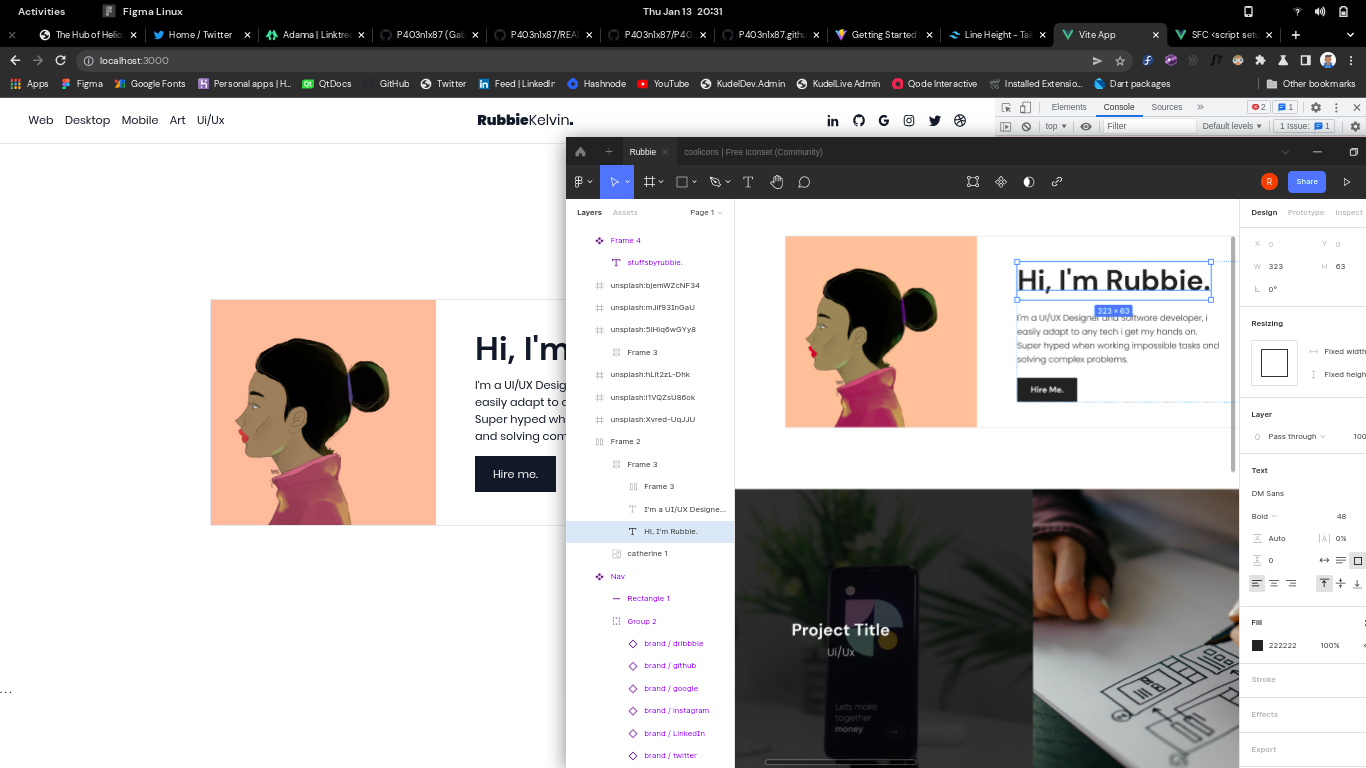 Activities Figma Linux Thu Jan 13 20:31
The Hub of Helio Home / Twitter Adanna | Linktree P403n1x87 (Gab P403n1x87/REA P403n1x87/P40 P403n1x87.gith Getting Started Line Height - Tai Vite App SFC <script setu
localhost:3000
Apps Figma Google Fonts Personal apps | H... QtDocs GitHub Twitter Feed | LinkedIn Hashnode YouTube KudelDev.Admin KudelLive.Admin Qode Interactive Installed Extensio... Dart packages Other bookmarks
Web Desktop Mobile Art Ui/Ux RubbieKelvin.
Elements Console Sources 2 1
top Filter Default levels 1 Issue: 1
Hi, I'm
I'm a UI/UX Desig
easily adapt to
Super hyped wh
and solving com
Hire me.
...
Rubbie coolicons | Free Iconset (Community)
R Share
Layers Assets Page 1
Frame 4
stuffsbyrubbie.
unsplash:bjemWZcNF34
unsplash:mJIf93InGaU
unsplash:5IHIq6wGYy8
Frame 3
unsplash:hLit2zL-Dhk
unsplash:i1VQZsU86ok
unsplash:Xvred-UqJJU
Frame 2
Frame 3
Frame 3
I'm a UI/UX Designe...
Hi, I'm Rubbie.
catherine 1
Nav
Rectangle 1
Group 2
brand / dribbble
brand / github
brand / google
brand / instagram
brand / LinkedIn
brand / twitter
Hi, I'm Rubbie.
323 × 63
I'm a UI/UX Designer and Software developer, i
easily adapt to any tech i get my hands on.
Super hyped when working impossible tasks and
solving complex problems.
Hire Me.
Project Title
Ui/Ux
Lets make
together
money
Design Prototype Inspect
X 0 Y 0
W 323 H 63
0°
Resizing
Fixed width
Fixed heigh
Layer
Pass through 100
Text
DM Sans
Bold 48
Auto 0%
0
Fill
222222 100%
Stroke
Effects
Export